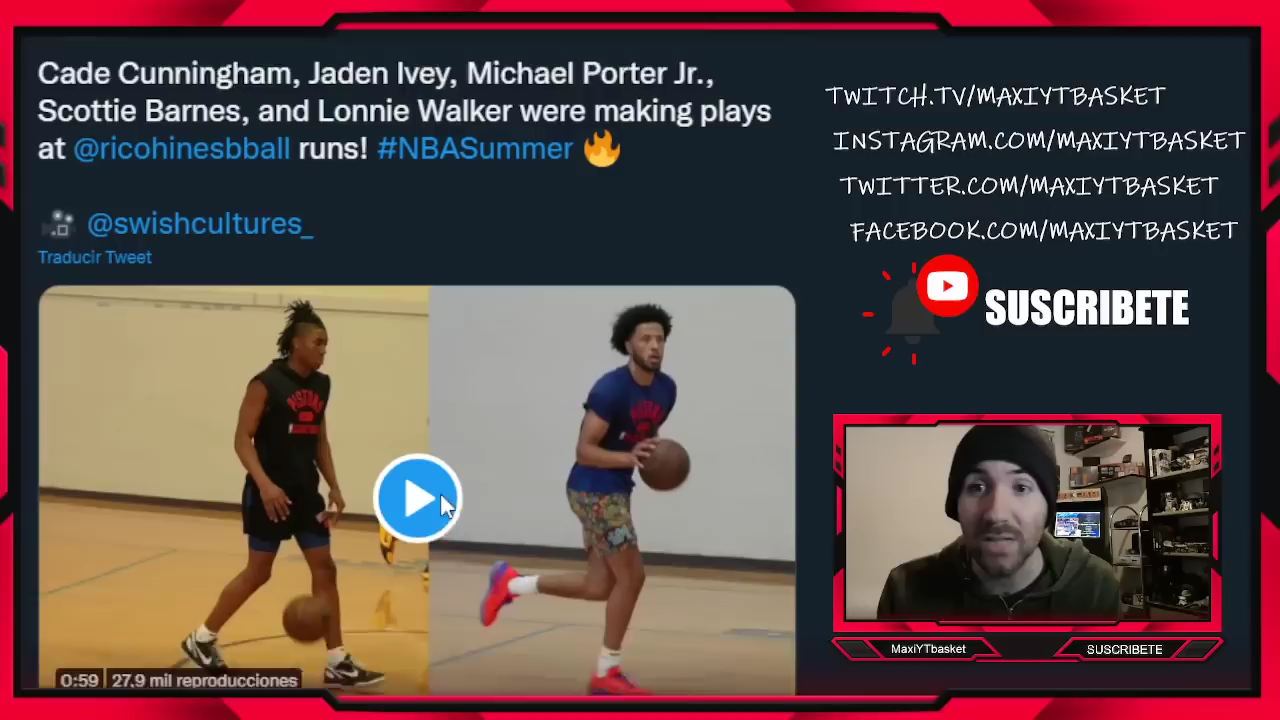 Cade Cunningham, Jaden Ivey, Michael Porter Jr.,
Scottie Barnes, and Lonnie Walker were making plays
at @ricohinesbball runs! #NBASummer 🔥
@swishcultures_
Traducir Tweet
PISTONS
PISTONS
0:59 27,9 mil reproducciones
TWITCH.TV/MAXIYTBASKET
INSTAGRAM.COM/MAXIYTBASKET
TWITTER.COM/MAXIYTBASKET
FACEBOOK.COM/MAXIYTBASKET
SUSCRIBETE
MaxiYTbasket
SUSCRIBETE